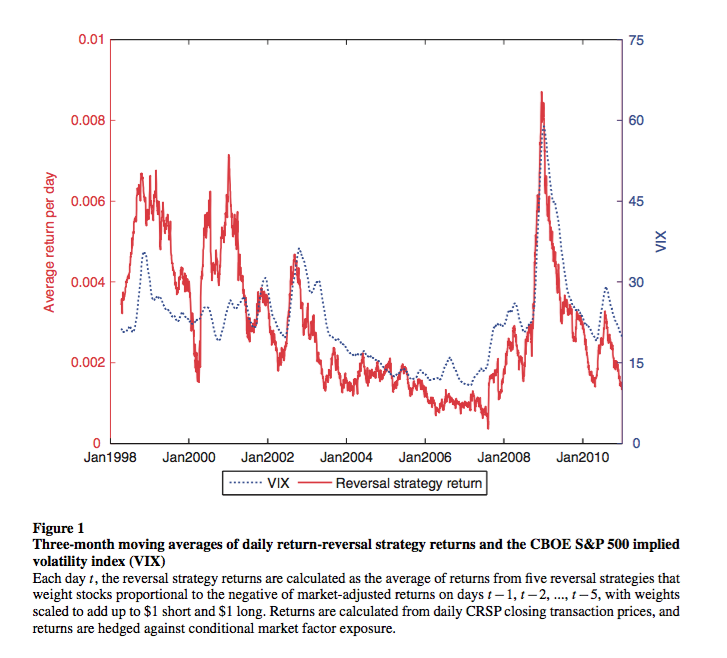 0.01
0.008
0.006
0.004
0.002
0
Average return per day
75
60
45
30
15
0
VIX
Jan1998 Jan2000 Jan2002 Jan2004 Jan2006 Jan2008 Jan2010
VIX Reversal strategy return
Figure 1
Three-month moving averages of daily return-reversal strategy returns and the CBOE S&P 500 implied
volatility index (VIX)
Each day t, the reversal strategy returns are calculated as the average of returns from five reversal strategies that
weight stocks proportional to the negative of market-adjusted returns on days t − 1, t − 2, ..., t − 5, with weights
scaled to add up to $1 short and $1 long. Returns are calculated from daily CRSP closing transaction prices, and
returns are hedged against conditional market factor exposure.